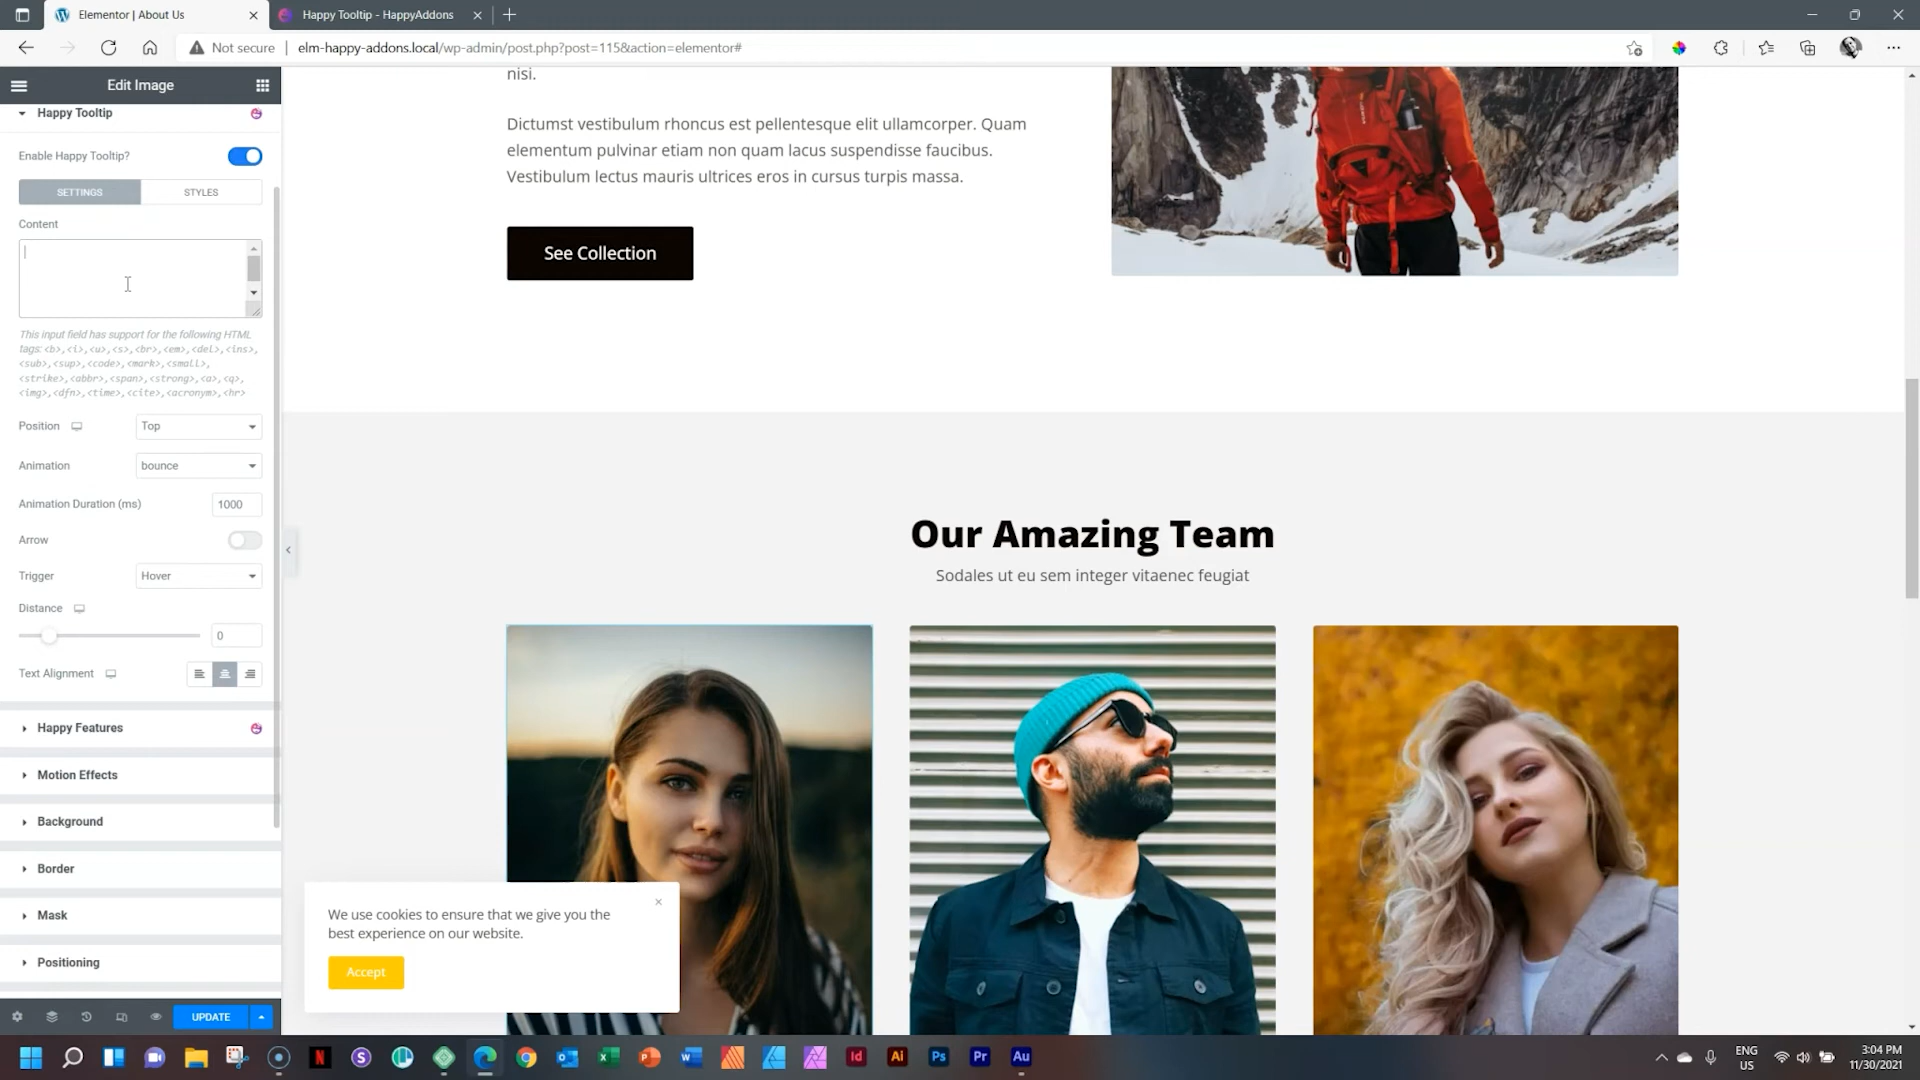 Elementor | About Us
Happy Tooltip - HappyAddons
Not secure
elm-happy-addons.local/wp-admin/post.php?post=115&action=elementor#
Edit Image
Happy Tooltip
Enable Happy Tooltip?
SETTINGS
STYLES
Content
This input field has support for the following HTML
tags: <b>,<i>,<u>,<s>,<br>,<em>,<del>,<ins>,
<sub>,<sup>,<code>,<mark>,<small>,
<strike>,<abbr>,<span>,<strong>,<a>,<q>,
<img>,<dfn>,<time>,<cite>,<acronym>,<hr>
Position
Top
Animation
bounce
Animation Duration (ms)
1000
Arrow
Trigger
Hover
Distance
0
Text Alignment
Happy Features
Motion Effects
Background
Border
Mask
Positioning
UPDATE
nisi.
Dictumst vestibulum rhoncus est pellentesque elit ullamcorper. Quam
elementum pulvinar etiam non quam lacus suspendisse faucibus.
Vestibulum lectus mauris ultrices eros in cursus turpis massa.
See Collection
Our Amazing Team
Sodales ut eu sem integer vitaenec feugiat
We use cookies to ensure that we give you the
best experience on our website.
Accept
N
S
Id
Ai
Ps
Pr
Au
ENG
US
3:04 PM
11/30/2021